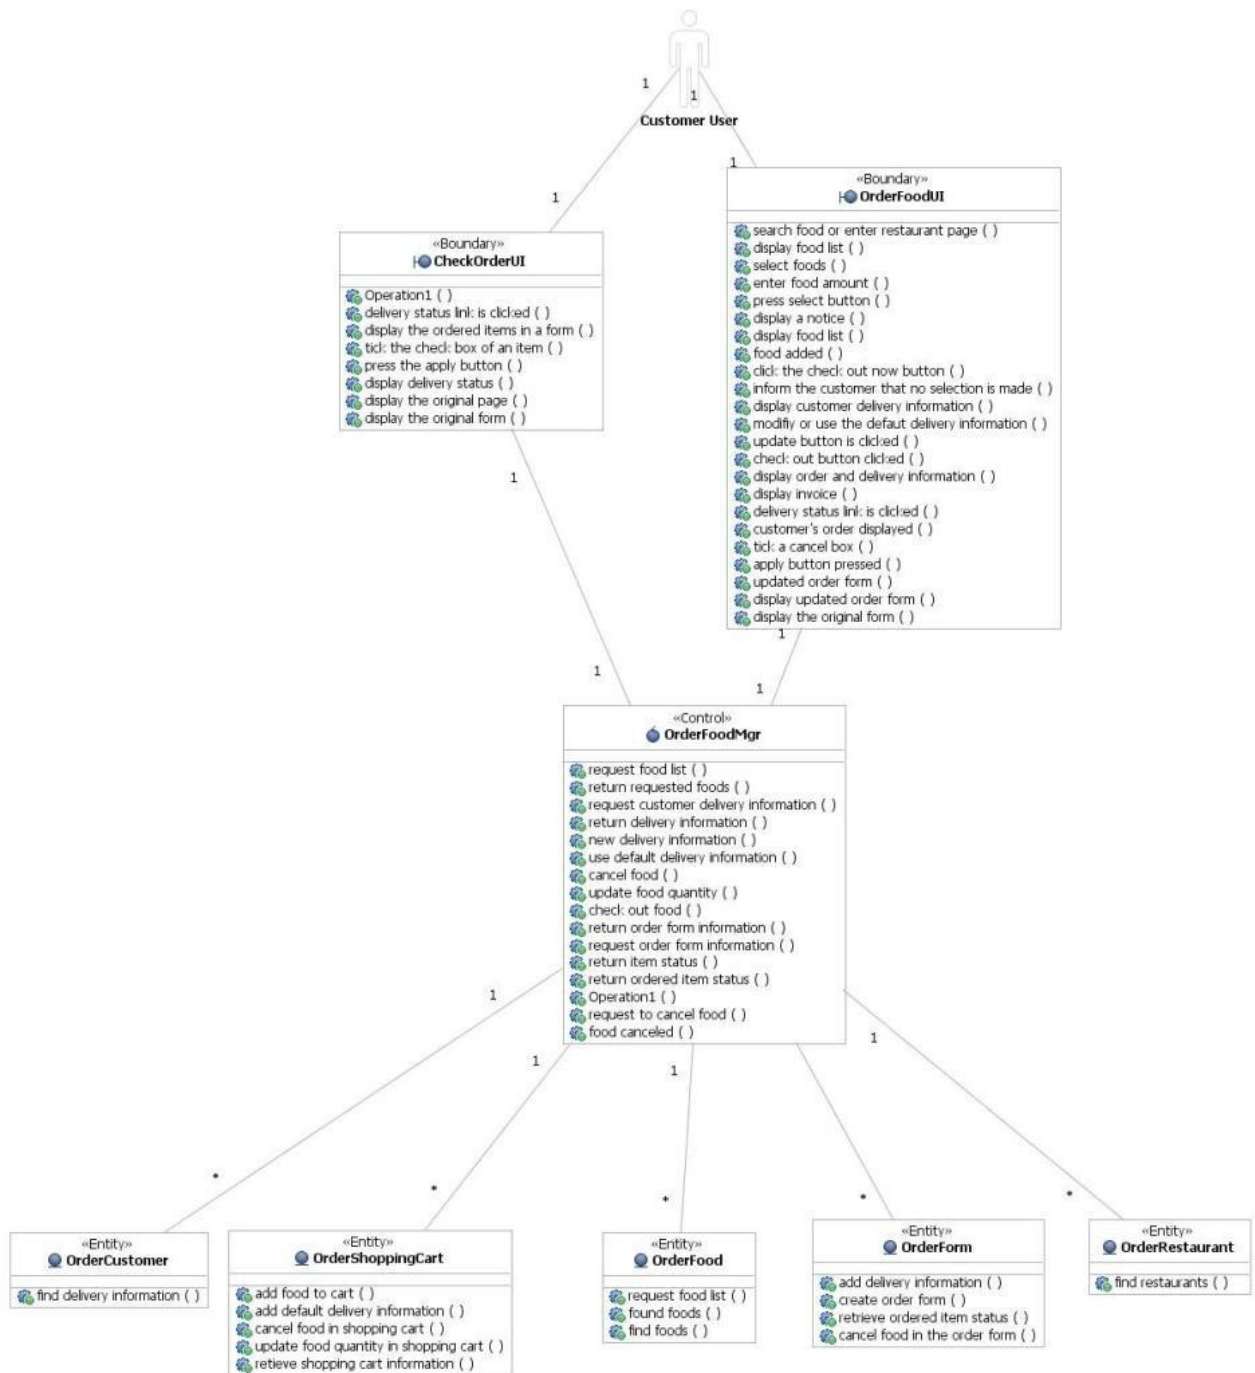 1
1
Customer User
1
1
«Boundary»
OrderFoodUI
search food or enter restaurant page ( )
display food list ( )
select foods ( )
enter food amount ( )
press select button ( )
display a notice ( )
display food list ( )
food added ( )
click the check out now button ( )
inform the customer that no selection is made ( )
display customer delivery information ( )
modifiy or use the defaut delivery information ( )
update button is clicked ( )
check out button clicked ( )
display order and delivery information ( )
display invoice ( )
delivery status link is clicked ( )
customer's order displayed ( )
tick a cancel box ( )
apply button pressed ( )
updated order form ( )
display updated order form ( )
display the original form ( )
«Boundary»
CheckOrderUI
Operation1 ( )
delivery status link is clicked ( )
display the ordered items in a form ( )
tick the check box of an item ( )
press the apply button ( )
display delivery status ( )
display the original page ( )
display the original form ( )
1
1
1
1
«Control»
OrderFoodMgr
request food list ( )
return requested foods ( )
request customer delivery information ( )
return delivery information ( )
new delivery information ( )
use default delivery information ( )
cancel food ( )
update food quantity ( )
check out food ( )
return order form information ( )
request order form information ( )
return item status ( )
return ordered item status ( )
Operation1 ( )
request to cancel food ( )
food canceled ( )
1
1
1
1
*
*
*
*
*
«Entity»
OrderCustomer
find delivery information ( )
«Entity»
OrderShoppingCart
add food to cart ( )
add default delivery information ( )
cancel food in shopping cart ( )
update food quantity in shopping cart ( )
retieve shopping cart information ( )
«Entity»
OrderFood
request food list ( )
found foods ( )
find foods ( )
«Entity»
OrderForm
add delivery information ( )
create order form ( )
retrieve ordered item status ( )
cancel food in the order form ( )
«Entity»
OrderRestaurant
find restaurants ( )